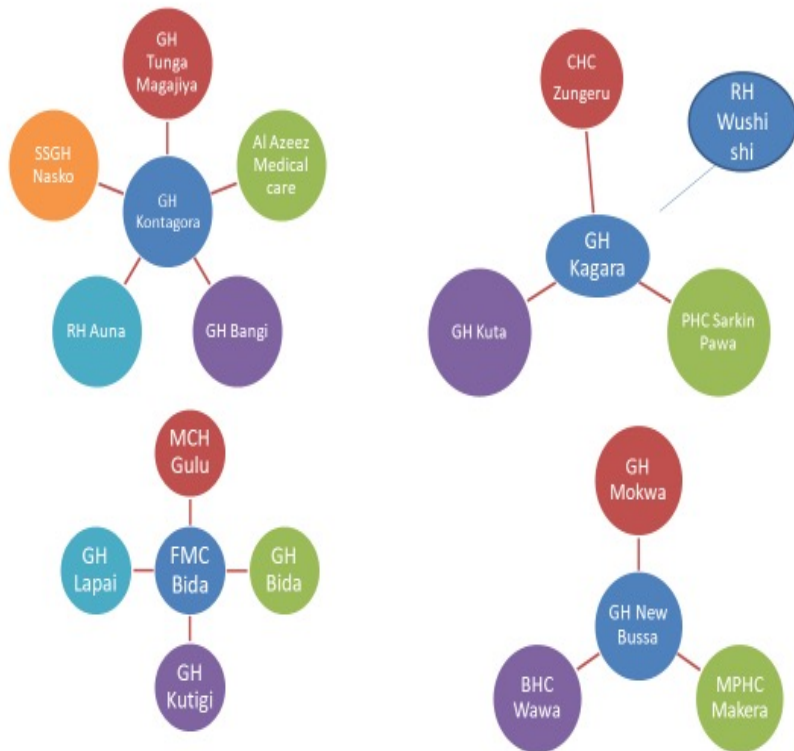 GH
Tunga
Magajiya
SSGH
Nasko
Al Azeez
Medical
care
GH
Kontagora
RH Auna
GH Bangi
CHC
Zungeru
RH
Wushi
shi
GH
Kagara
GH Kuta
PHC Sarkin
Pawa
MCH
Gulu
GH
Lapai
FMC
Bida
GH
Bida
GH
Kutigi
GH
Mokwa
GH New
Bussa
BHC
Wawa
MPHC
Makera